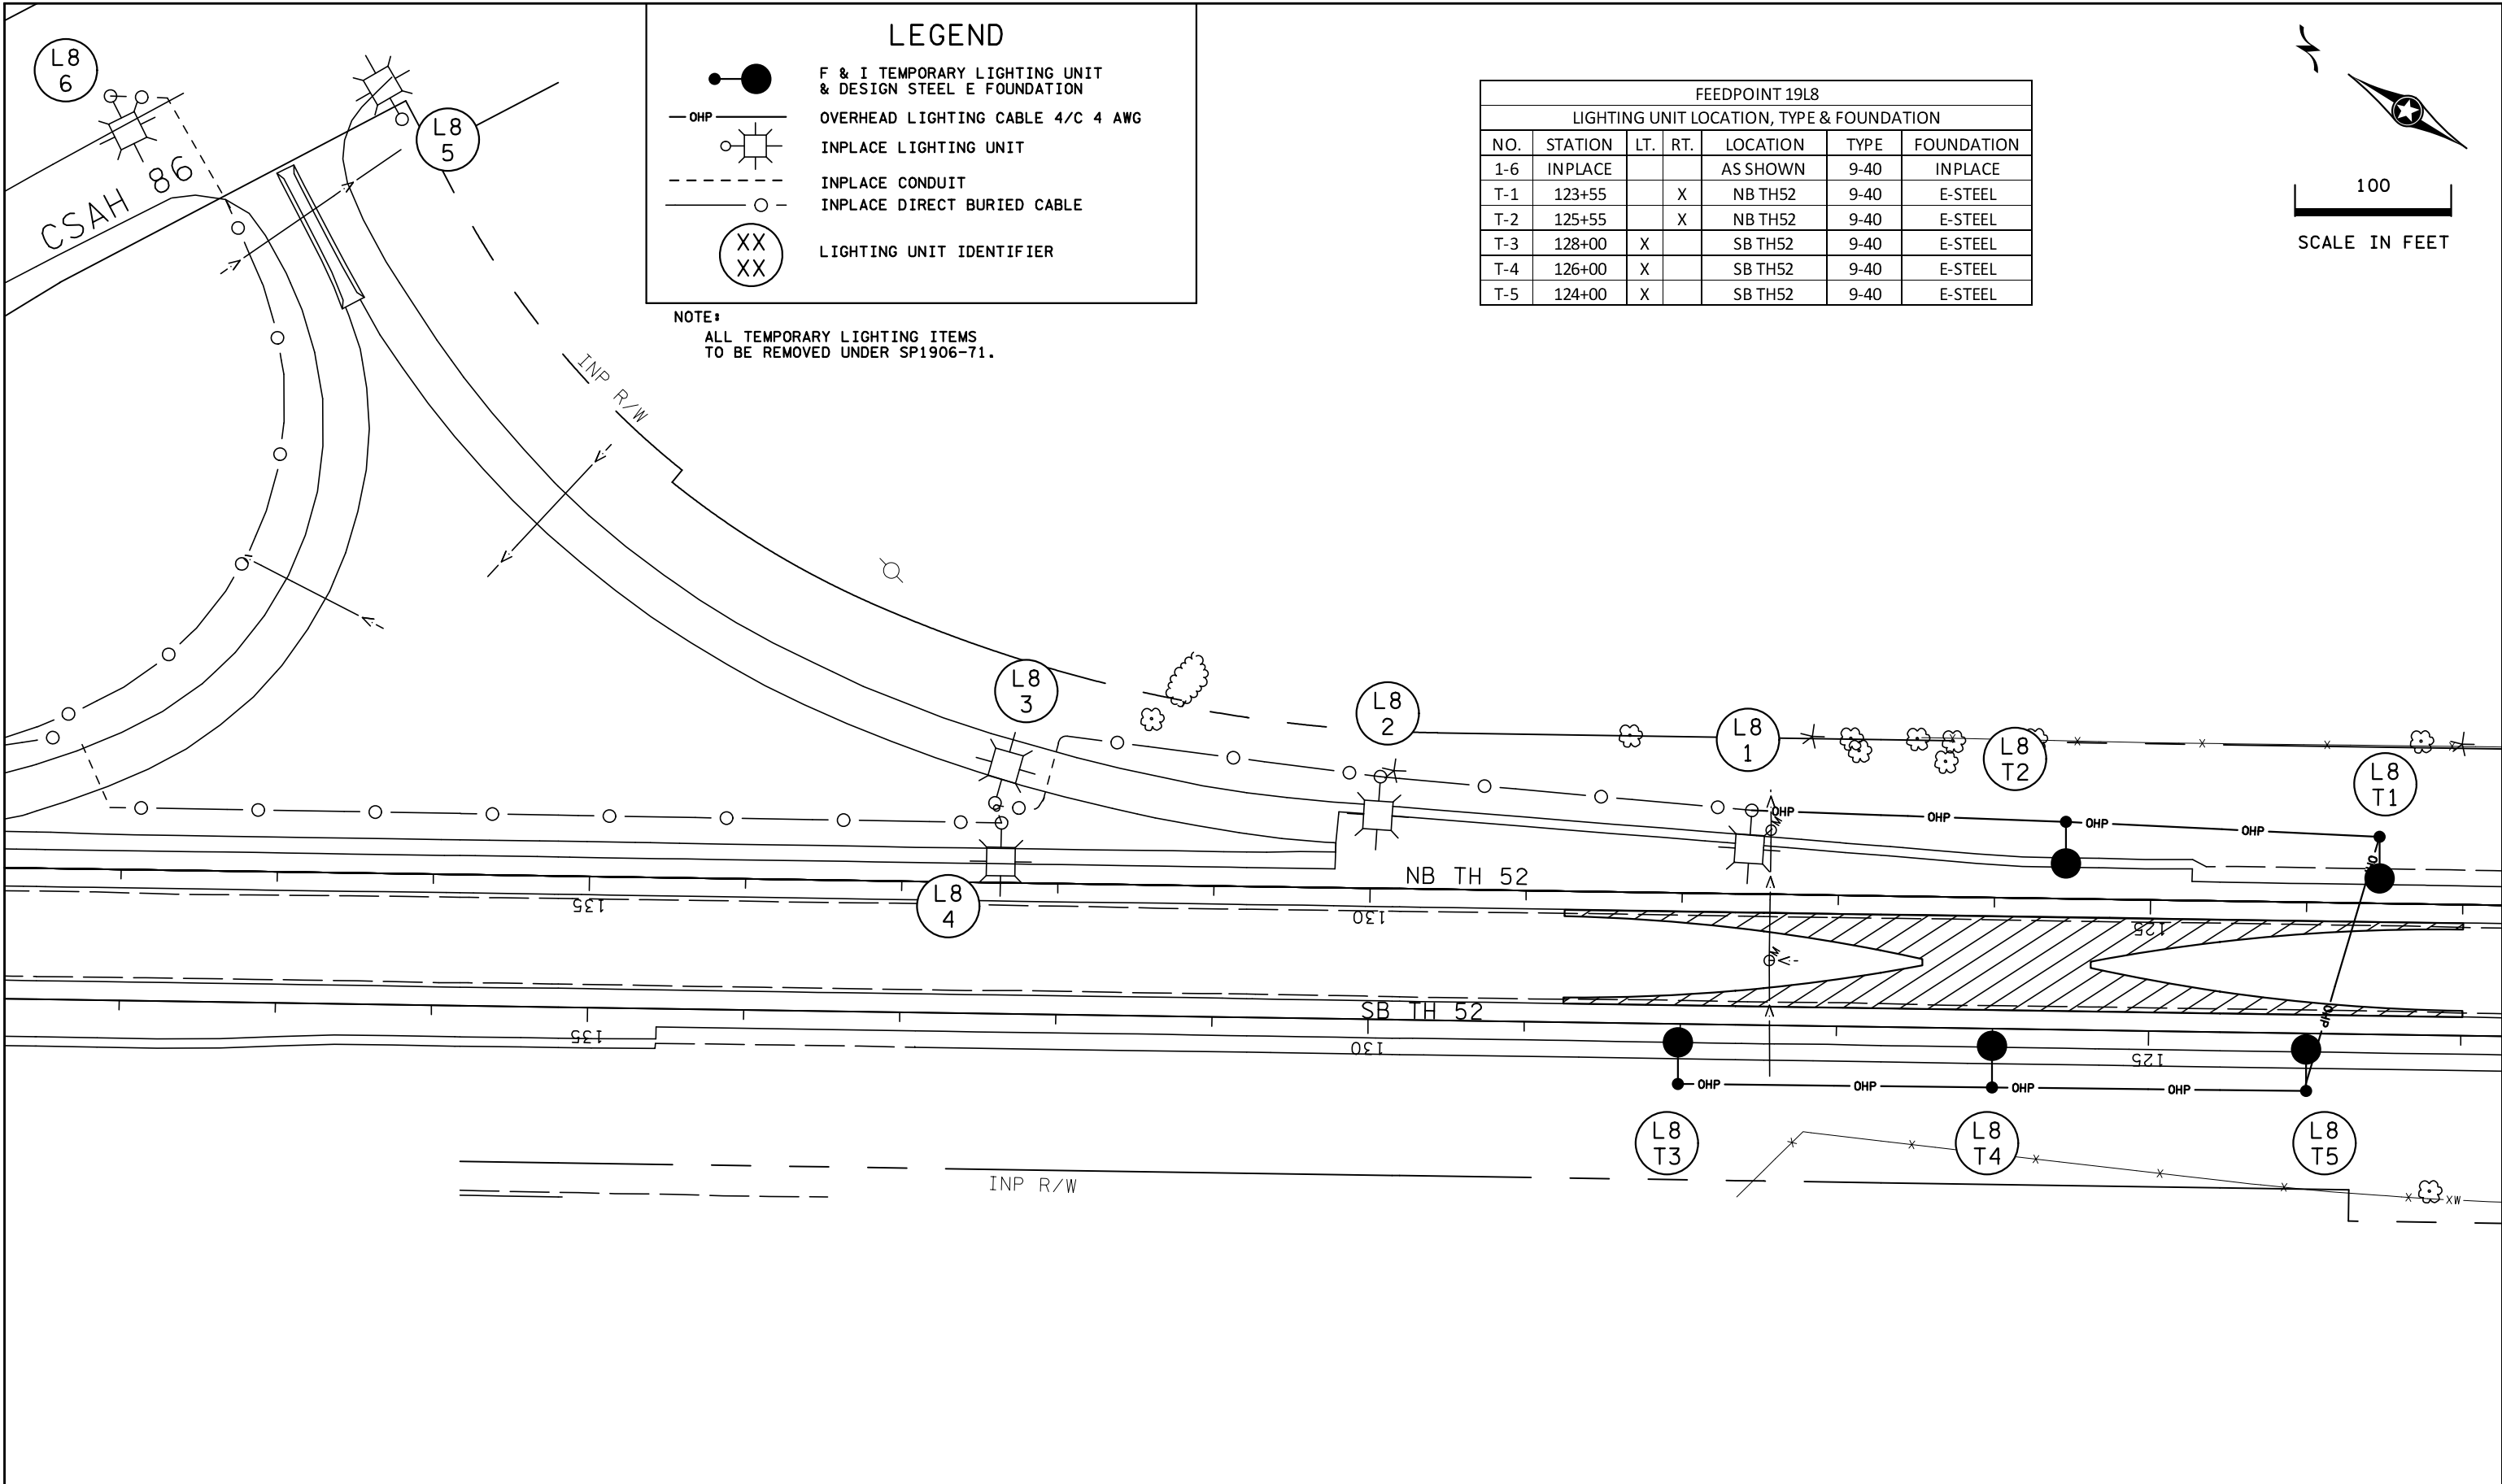 LEGEND
F & I TEMPORARY LIGHTING UNIT
& DESIGN STEEL E FOUNDATION
OHP
OVERHEAD LIGHTING CABLE 4/C 4 AWG
INPLACE LIGHTING UNIT
INPLACE CONDUIT
INPLACE DIRECT BURIED CABLE
XX
XX
LIGHTING UNIT IDENTIFIER
NOTE:
ALL TEMPORARY LIGHTING ITEMS
TO BE REMOVED UNDER SP1906-71.
FEEDPOINT 19L8
LIGHTING UNIT LOCATION, TYPE & FOUNDATION
NO. STATION LT. RT. LOCATION TYPE FOUNDATION
1-6 INPLACE AS SHOWN 9-40 INPLACE
T-1 123+55 X NB TH52 9-40 E-STEEL
T-2 125+55 X NB TH52 9-40 E-STEEL
T-3 128+00 X SB TH52 9-40 E-STEEL
T-4 126+00 X SB TH52 9-40 E-STEEL
T-5 124+00 X SB TH52 9-40 E-STEEL
100
SCALE IN FEET
L8
6
L8
5
CSAH 86
INP R/W
L8
3
L8
2
L8
1
L8
T2
L8
T1
OHP
OHP
OHP
OHP
OHP
M
NB TH 52
L8
4
135
130
125
M
OHP
SB TH 52
135
130
125
OHP
OHP
OHP
OHP
L8
T3
L8
T4
L8
T5
INP R/W
XW